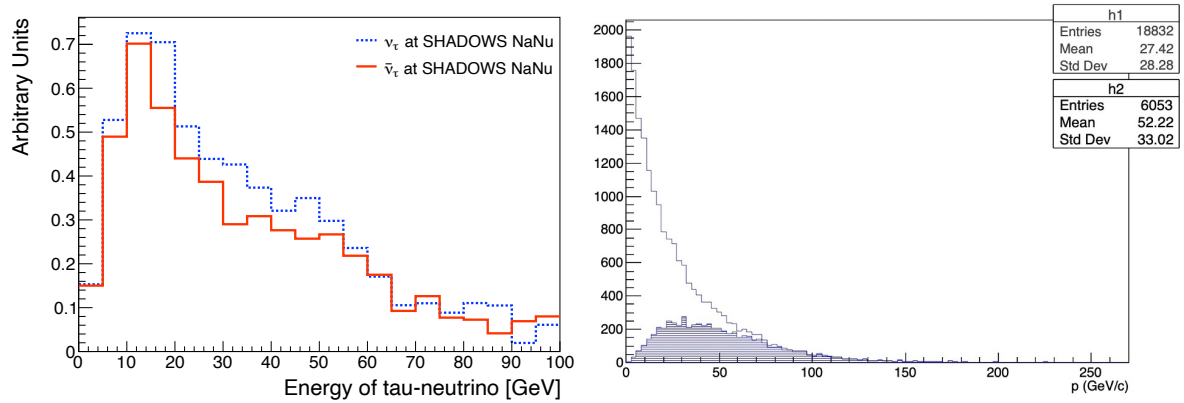 Arbitrary Units
0.7
0.6
0.5
0.4
0.3
0.2
0.1
0
ν_τ at SHADOWS NaNu
ν̄_τ at SHADOWS NaNu
0 10 20 30 40 50 60 70 80 90 100
Energy of tau-neutrino [GeV]
2000
1800
1600
1400
1200
1000
800
600
400
200
0
h1
Entries 18832
Mean 27.42
Std Dev 28.28
h2
Entries 6053
Mean 52.22
Std Dev 33.02
0 50 100 150 200 250
p (GeV/c)